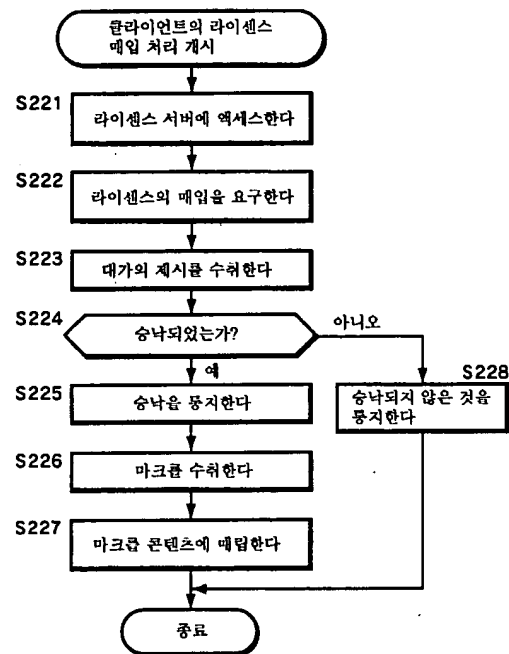 클라이언트의 라이센스
매입 처리 개시
S221
라이센스 서버에 액세스한다
S222
라이센스의 매입을 요구한다
S223
대가의 제시를 수취한다
S224
승낙되었는가?
아니오
예
S225
승낙을 통지한다
S228
승낙되지 않은 것을
통지한다
S226
마크를 수취한다
S227
마크를 콘텐츠에 매립한다
종료